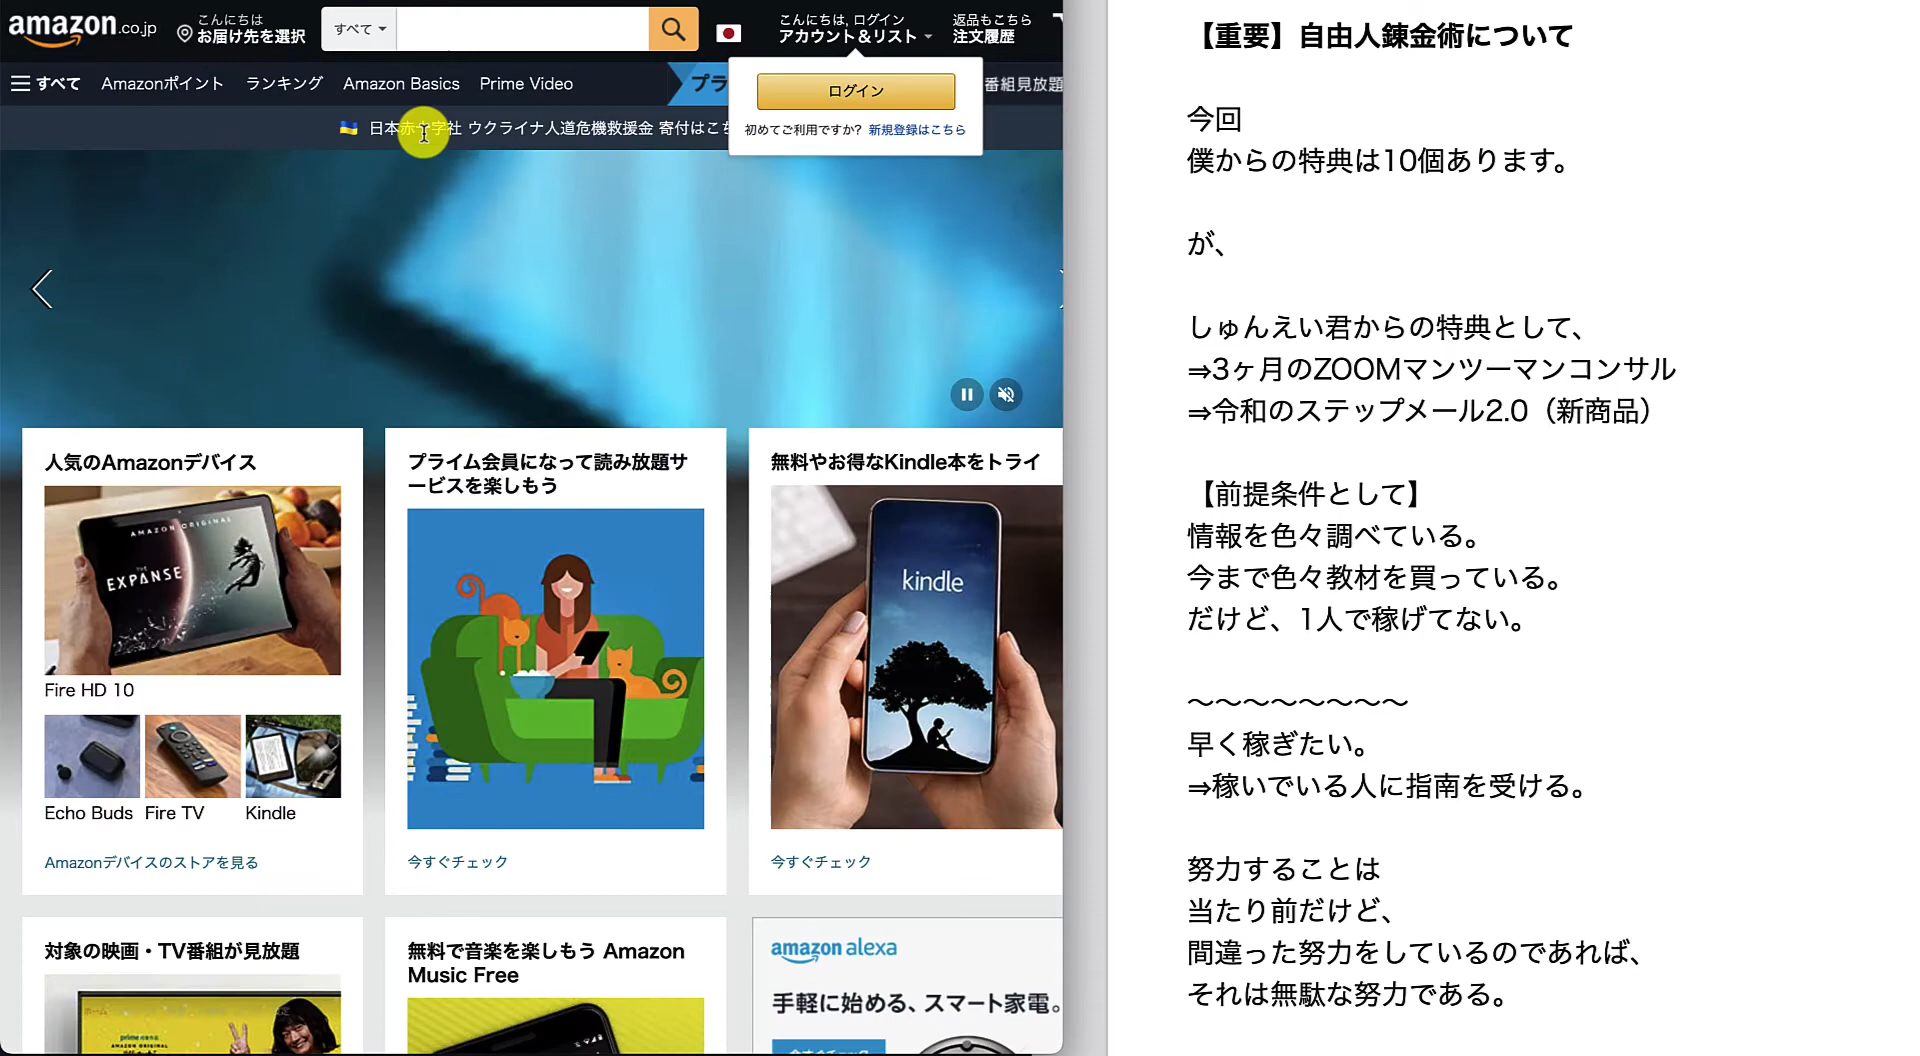 amazon.co.jp
こんにちは
お届け先を選択
すべて
こんにちは, ログイン
アカウント＆リスト
返品もこちら
注文履歴
すべて
Amazonポイント
ランキング
Amazon Basics
Prime Video
プラ
番組見放題
ログイン
初めてご利用ですか? 新規登録はこちら
日本赤十字社 ウクライナ人道危機救援金 寄付はこち
人気のAmazonデバイス
AMAZON ORIGINAL
THE
EXPANSE
Fire HD 10
Echo Buds
Fire TV
Kindle
Amazonデバイスのストアを見る
プライム会員になって読み放題サ
ービスを楽しもう
今すぐチェック
無料やお得なKindle本をトライ
kindle
今すぐチェック
対象の映画・TV番組が見放題
prime
AMAZON ORIGINAL
無料で音楽を楽しもう Amazon
Music Free
amazon alexa
手軽に始める、スマート家電。
今すぐチェック
【重要】自由人錬金術について
今回
僕からの特典は10個あります。
が、
しゅんえい君からの特典として、
⇒3ヶ月のZOOMマンツーマンコンサル
⇒令和のステップメール2.0（新商品）
【前提条件として】
情報を色々調べている。
今まで色々教材を買っている。
だけど、1人で稼げてない。
〜〜〜〜〜〜〜〜
早く稼ぎたい。
⇒稼いでいる人に指南を受ける。
努力することは
当たり前だけど、
間違った努力をしているのであれば、
それは無駄な努力である。